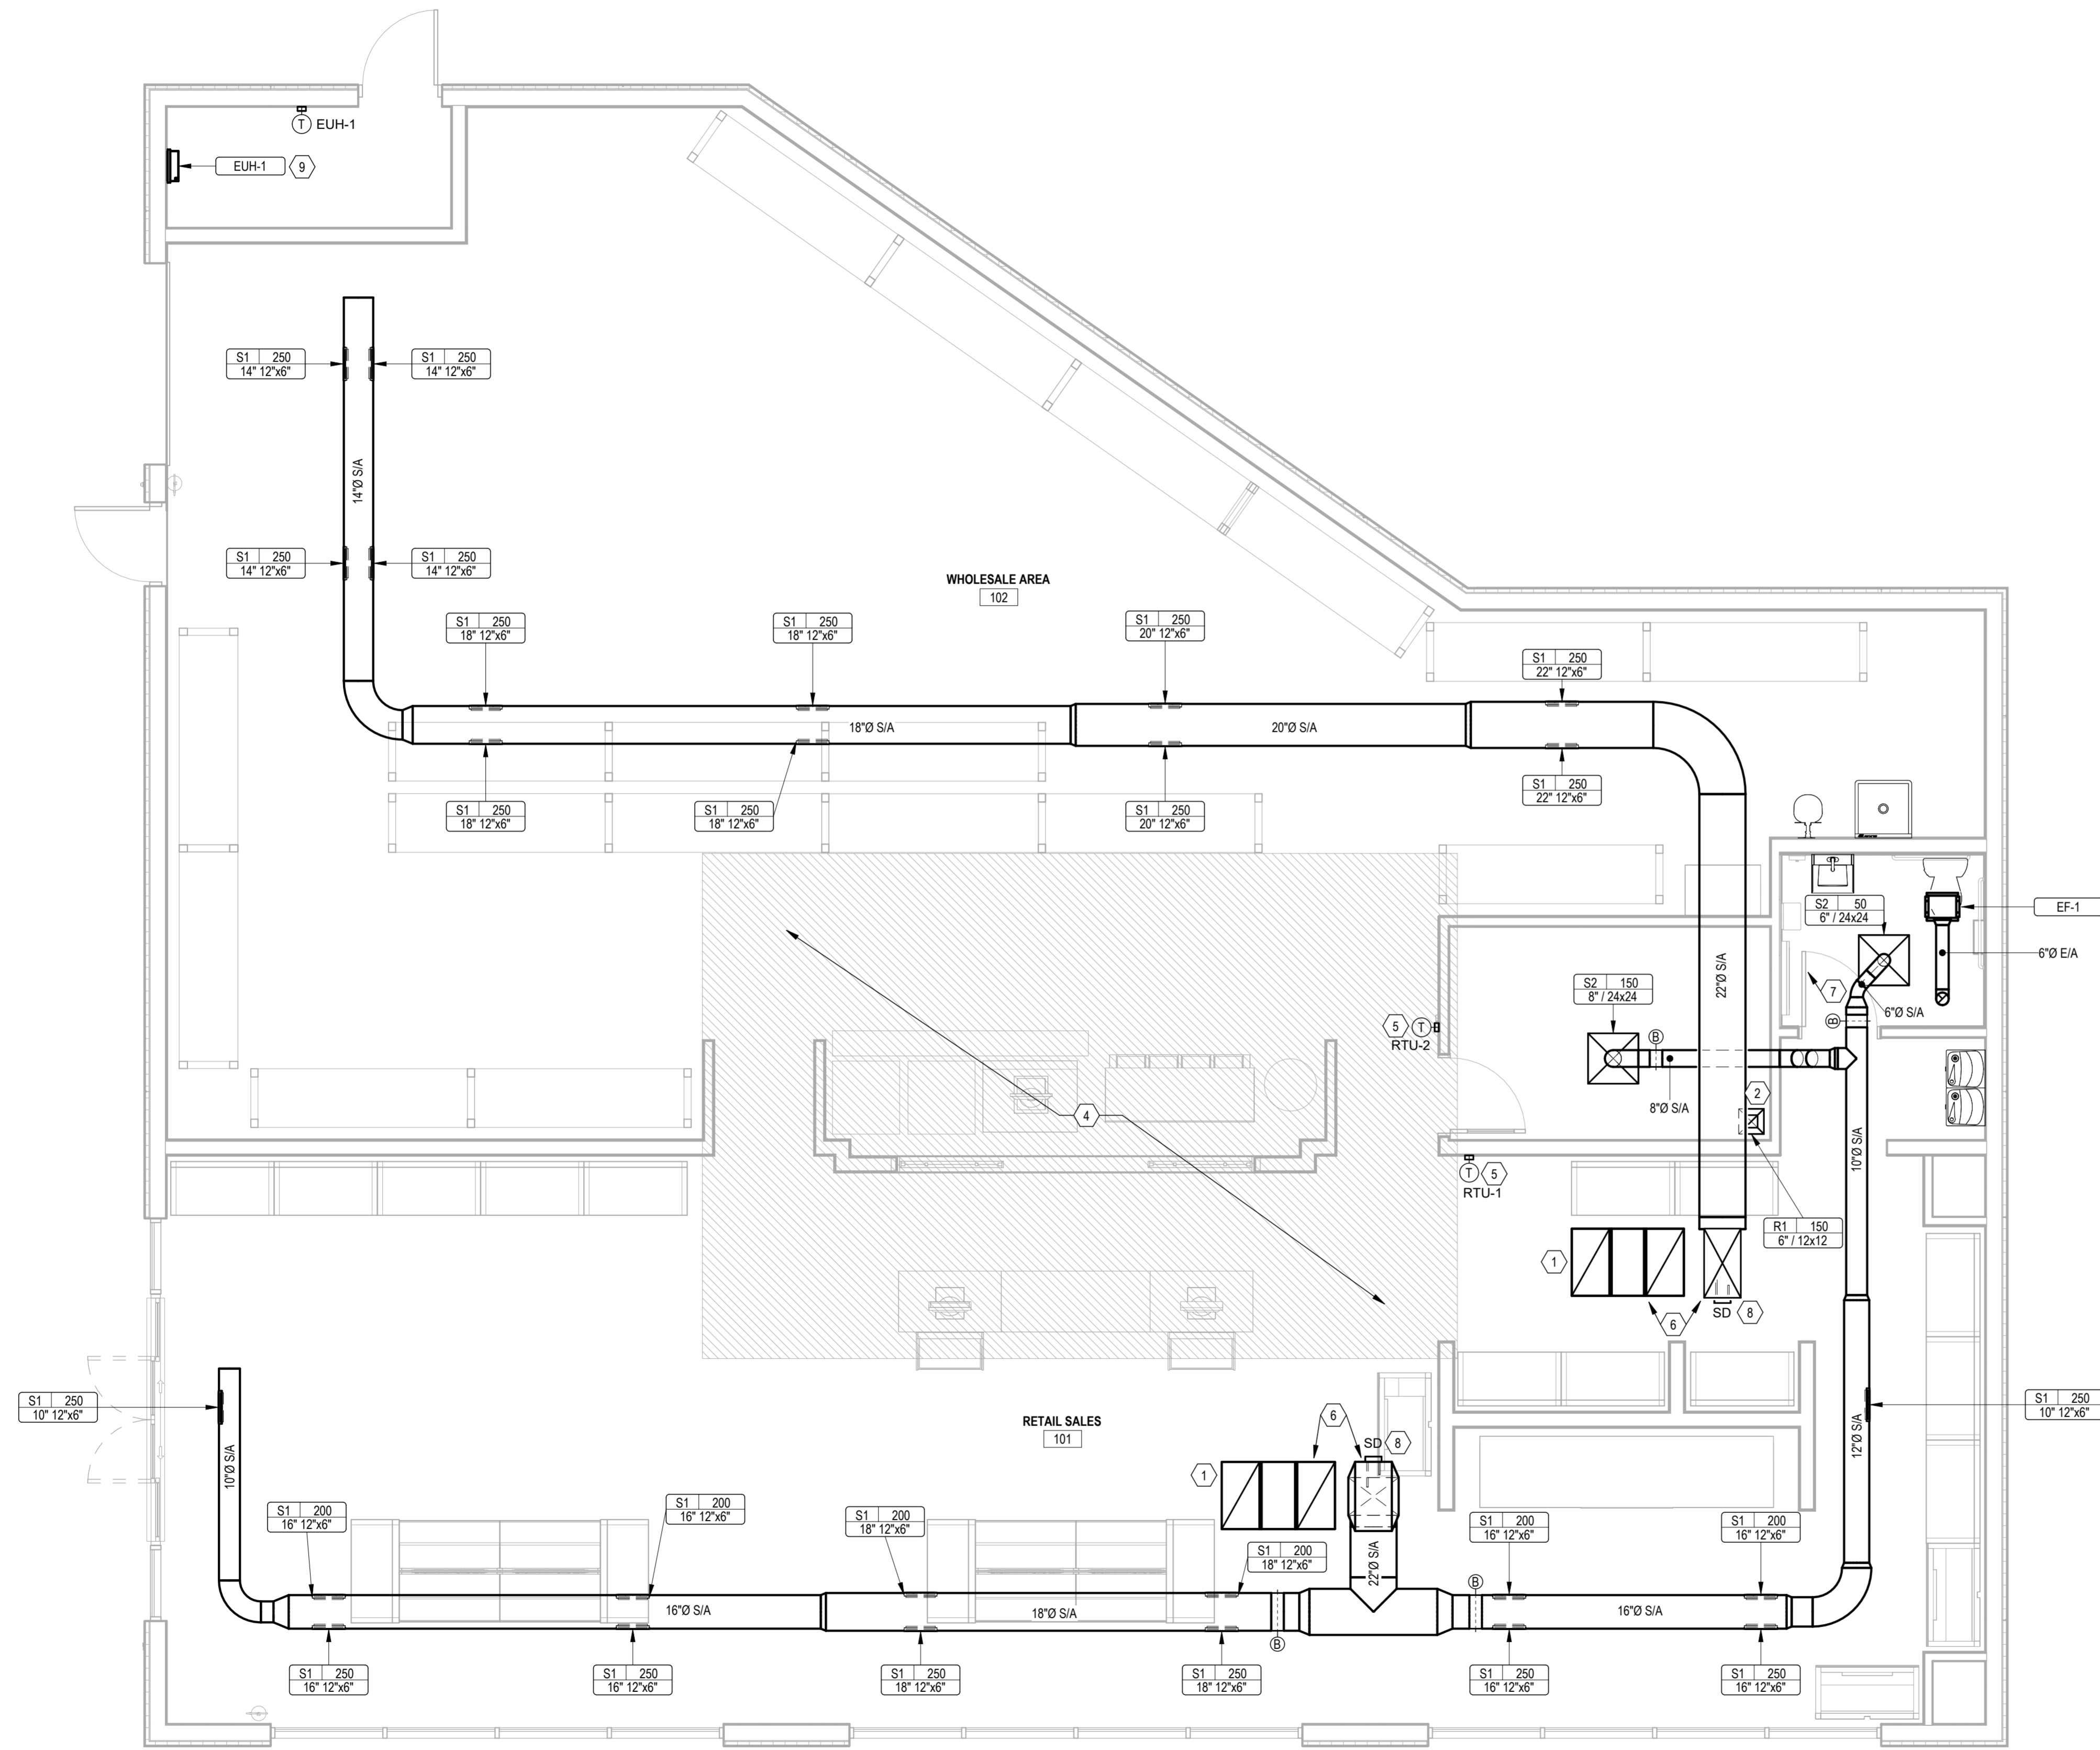 T EUH-1
EUH-1 9
S1 250
14" 12"x6"
S1 250
14" 12"x6"
14"Ø S/A
S1 250
14" 12"x6"
S1 250
14" 12"x6"
WHOLESALE AREA
102
S1 250
18" 12"x6"
S1 250
18" 12"x6"
S1 250
20" 12"x6"
S1 250
22" 12"x6"
18"Ø S/A
20"Ø S/A
S1 250
18" 12"x6"
S1 250
18" 12"x6"
S1 250
20" 12"x6"
S1 250
22" 12"x6"
S2 50
6" / 24x24
EF-1
6"Ø E/A
22"Ø S/A
S2 150
8" / 24x24
7
6"Ø S/A
5 T
RTU-2
B
B
8"Ø S/A
2
4
10"Ø S/A
T 5
RTU-1
R1 150
6" / 12x12
1
6
SD 8
S1 250
10" 12"x6"
S1 250
10" 12"x6"
RETAIL SALES
101
6
SD 8
1
10"Ø S/A
12"Ø S/A
S1 200
16" 12"x6"
S1 200
16" 12"x6"
S1 200
18" 12"x6"
S1 200
18" 12"x6"
S1 200
16" 12"x6"
S1 200
16" 12"x6"
22"Ø S/A
B
16"Ø S/A
18"Ø S/A
16"Ø S/A
B
S1 250
16" 12"x6"
S1 250
16" 12"x6"
S1 250
18" 12"x6"
S1 250
18" 12"x6"
S1 250
16" 12"x6"
S1 250
16" 12"x6"